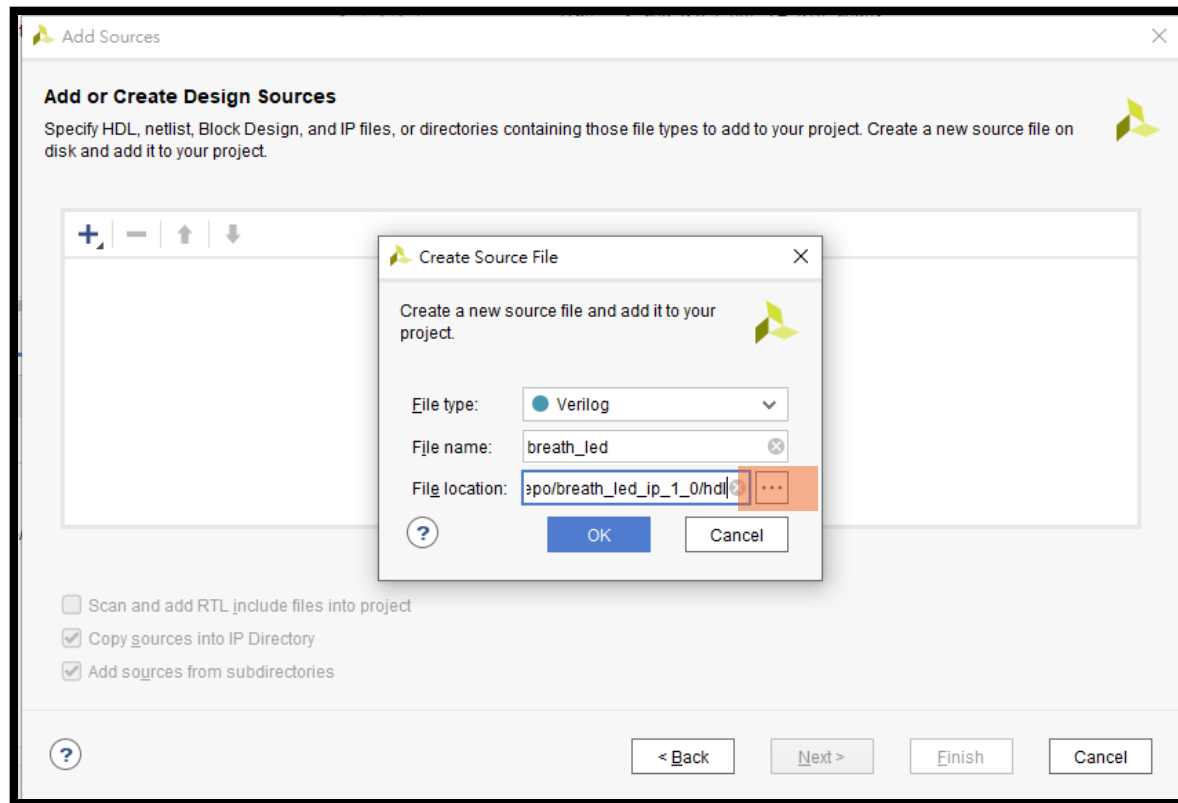 Add Sources
Add or Create Design Sources
Specify HDL, netlist, Block Design, and IP files, or directories containing those file types to add to your project. Create a new source file on
disk and add it to your project.
Create Source File
Create a new source file and add it to your
project.
File type: Verilog
File name: breath_led
File location: epo/breath_led_ip_1_0/hdl ...
? OK Cancel
Scan and add RTL include files into project
Copy sources into IP Directory
Add sources from subdirectories
? < Back Next > Finish Cancel